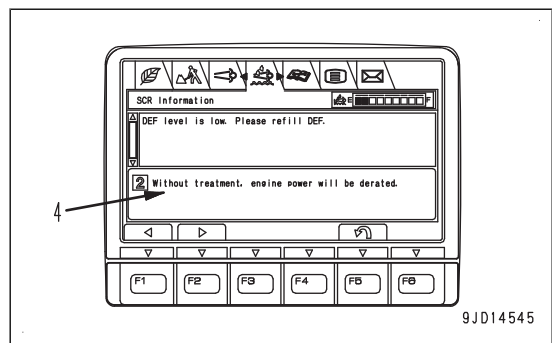 SCR Information
E F
DEF level is low. Please refill DEF.
2 Without treatment, engine power will be derated.
4
F1 F2 F3 F4 F5 F6
9JD14545